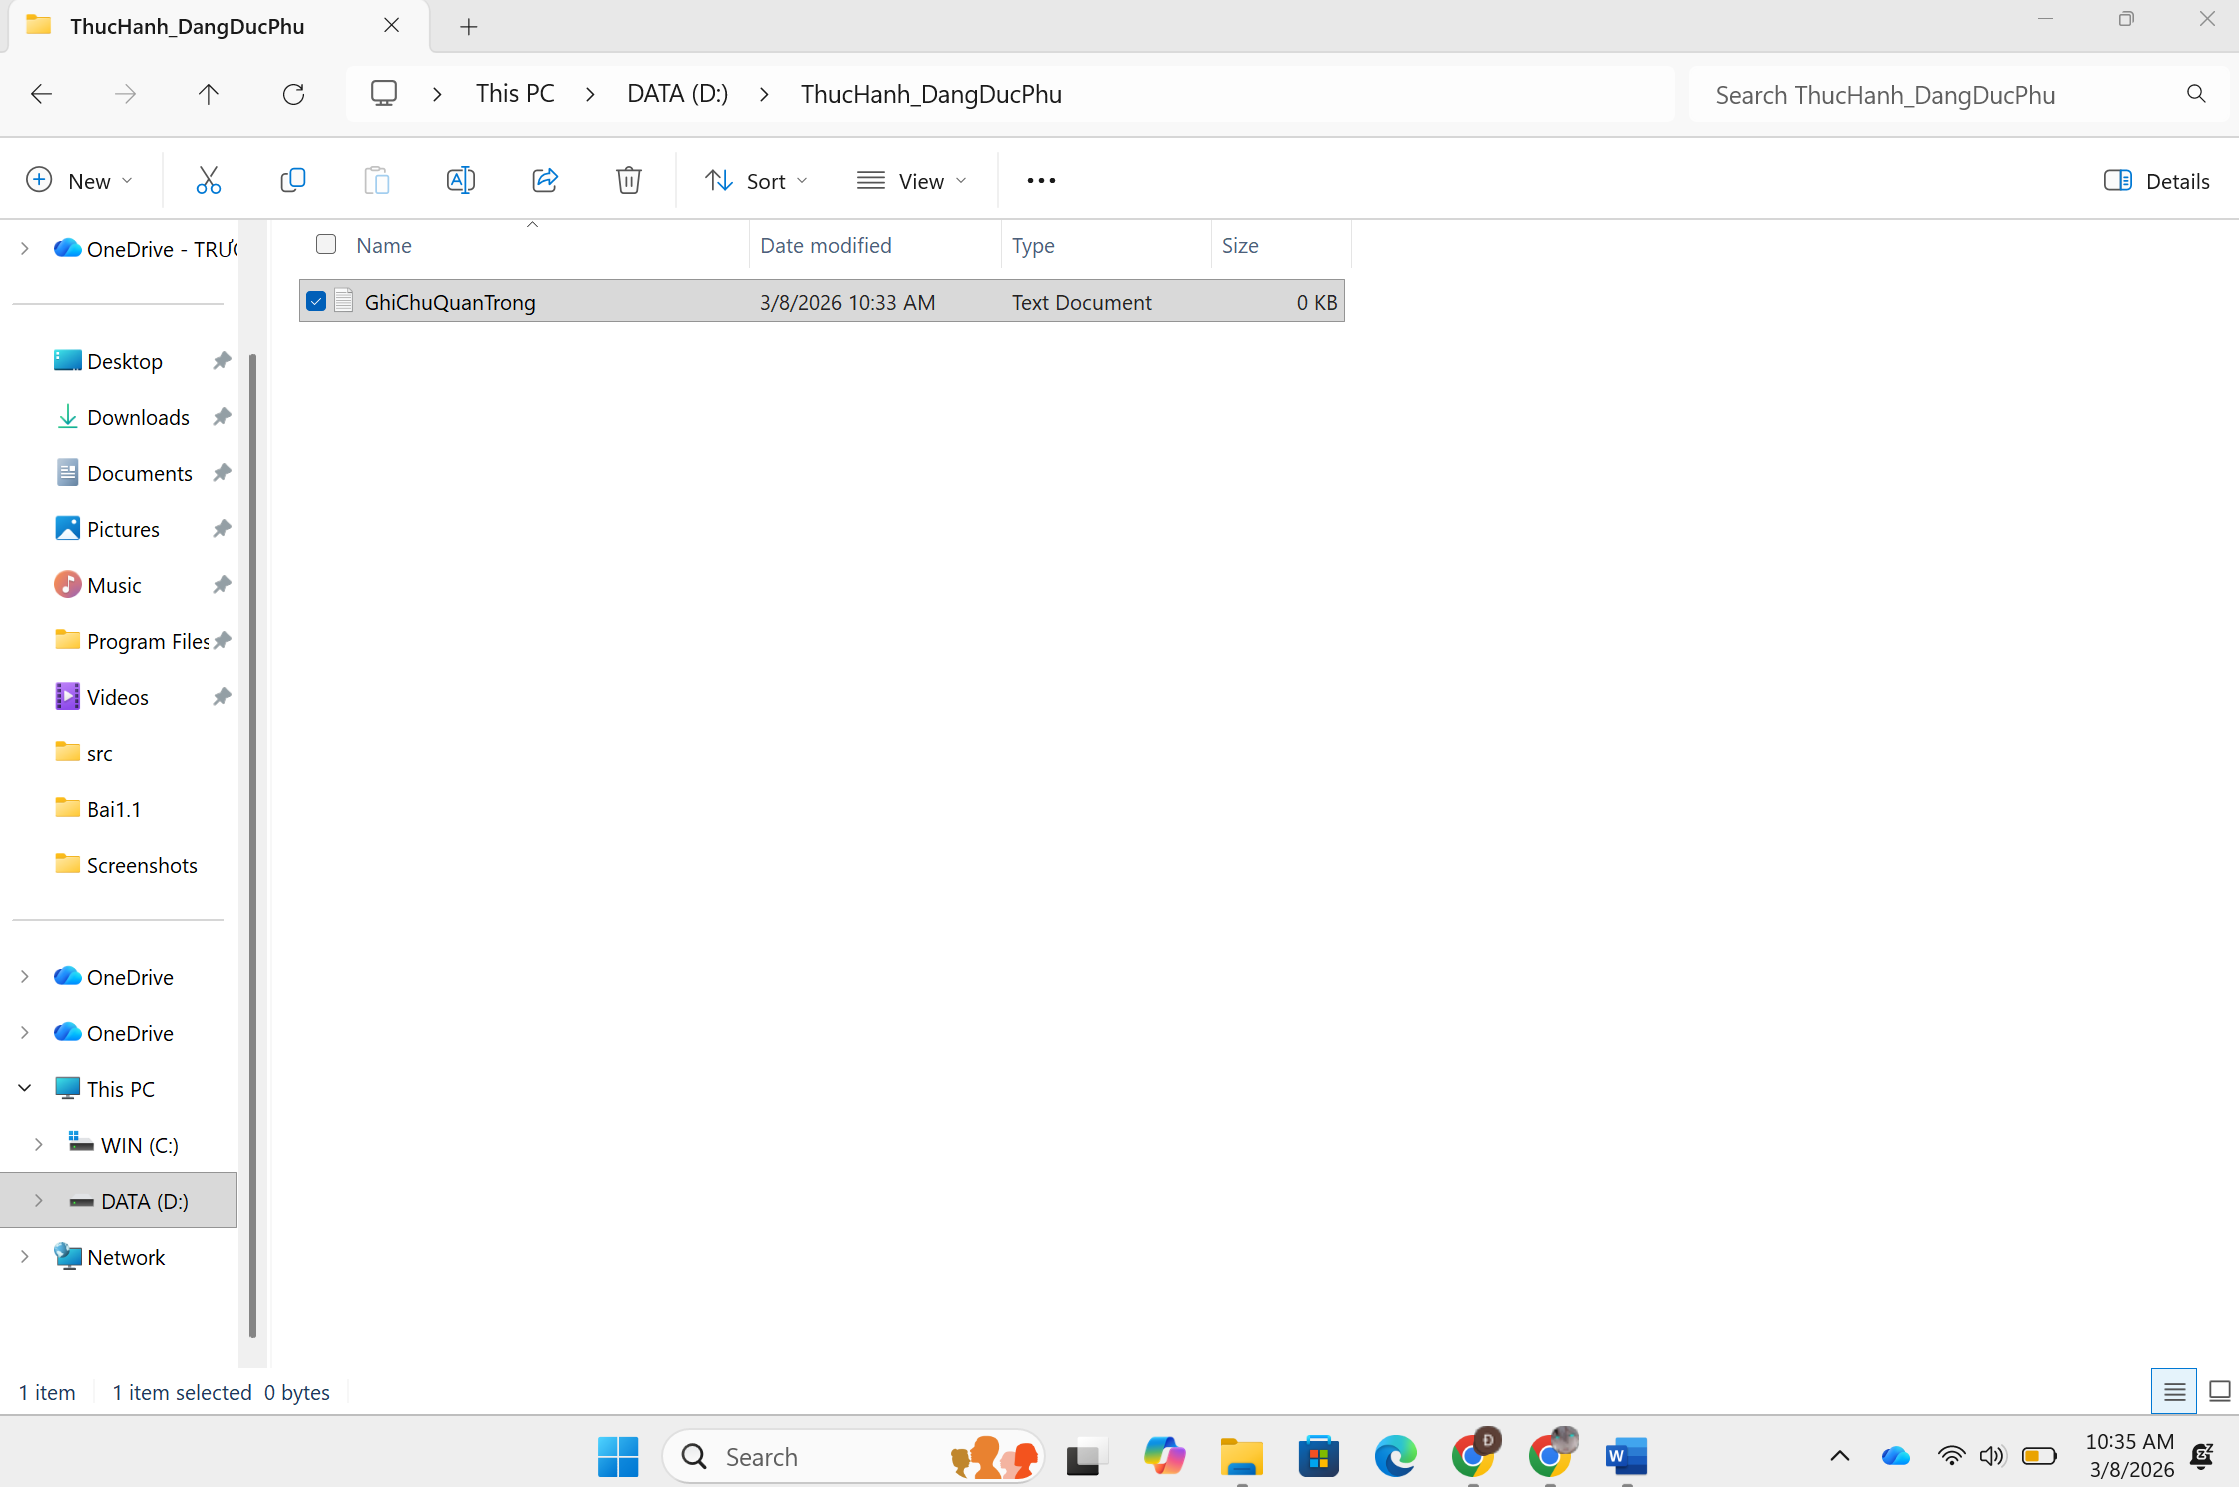 ThucHanh_DangDucPhu
This PC
DATA (D:)
ThucHanh_DangDucPhu
Search ThucHanh_DangDucPhu
New
Sort
View
Details
Name
Date modified
Type
Size
GhiChuQuanTrong
3/8/2026 10:33 AM
Text Document
0 KB
OneDrive - TRƯỜ
Desktop
Downloads
Documents
Pictures
Music
Program Files
Videos
src
Bai1.1
Screenshots
OneDrive
OneDrive
This PC
WIN (C:)
DATA (D:)
Network
1 item
1 item selected 0 bytes
Search
Đ
10:35 AM
3/8/2026